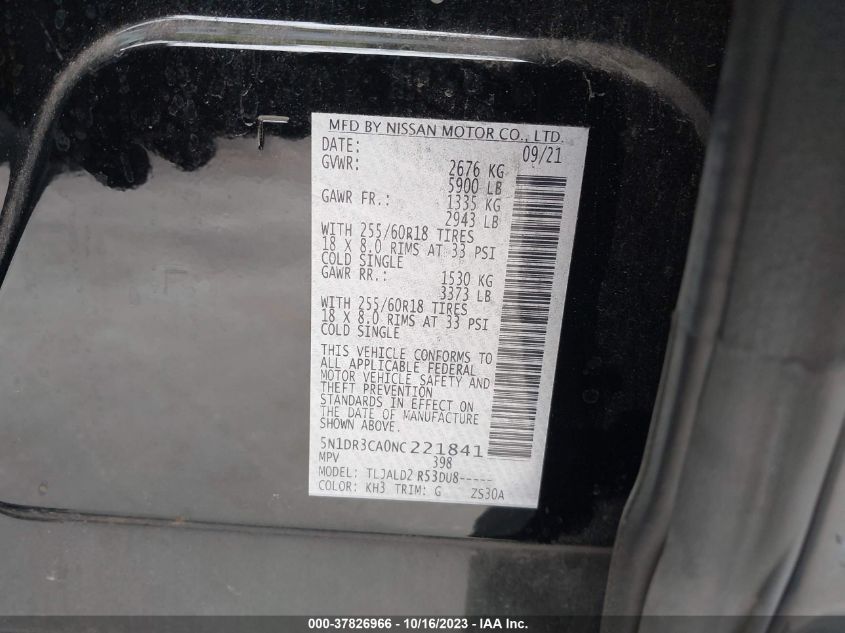 MFD BY NISSAN MOTOR CO., LTD.
DATE: 09/21
GVWR: 2676 KG
5900 LB
GAWR FR.: 1335 KG
2943 LB
WITH 255/60R18 TIRES
18 X 8.0 RIMS AT 33 PSI
COLD SINGLE
GAWR RR.: 1530 KG
3373 LB
WITH 255/60R18 TIRES
18 X 8.0 RIMS AT 33 PSI
COLD SINGLE
THIS VEHICLE CONFORMS TO
ALL APPLICABLE FEDERAL
MOTOR VEHICLE SAFETY AND
THEFT PREVENTION
STANDARDS IN EFFECT ON
THE DATE OF MANUFACTURE
SHOWN ABOVE.
5N1DR3CA0NC221841
MPV 398
MODEL: TLJALD2 R53DU8-----
COLOR: KH3 TRIM: G ZS30A
000-37826966 - 10/16/2023 - IAA Inc.